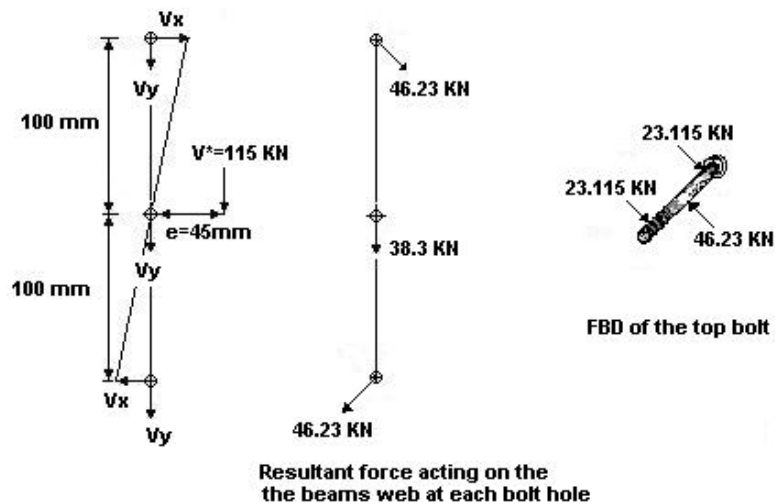 Vx
Vy
100 mm
V*=115 KN
e=45mm
Vy
100 mm
Vx
Vy
46.23 KN
38.3 KN
46.23 KN
Resultant force acting on the
the beams web at each bolt hole
23.115 KN
23.115 KN
46.23 KN
FBD of the top bolt